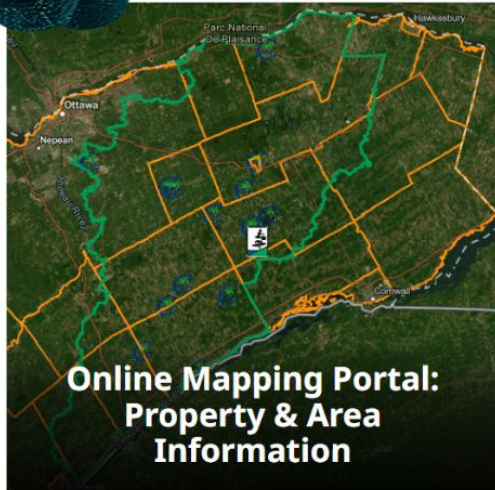 Parc National
De Plaisance
Hawkesbury
Ottawa
Nepean
Cornwall
Online Mapping Portal:
Property & Area
Information